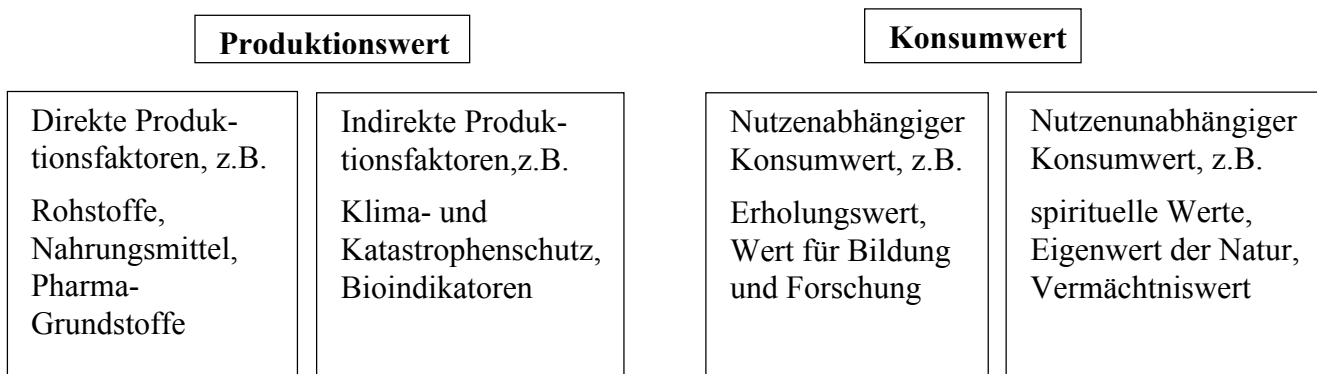 Produktionswert
Konsumwert
Direkte Produk-
tionsfaktoren, z.B.
Rohstoffe,
Nahrungsmittel,
Pharma-
Grundstoffe
Indirekte Produk-
tionsfaktoren,z.B.
Klima- und
Katastrophenschutz,
Bioindikatoren
Nutzenabhängiger
Konsumwert, z.B.
Erholungswert,
Wert für Bildung
und Forschung
Nutzenunabhängiger
Konsumwert, z.B.
spirituelle Werte,
Eigenwert der Natur,
Vermächtniswert